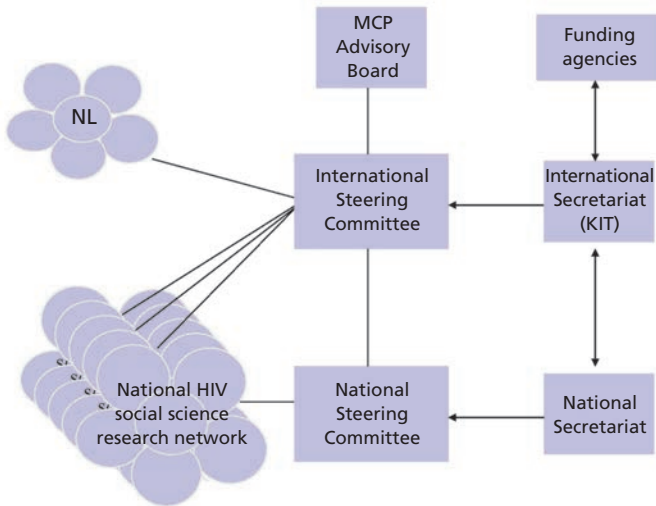 MCP
Advisory
Board
Funding
agencies
NL
International
Steering
Committee
International
Secretariat
(KIT)
National HIV
social science
research network
National
Steering
Committee
National
Secretariat